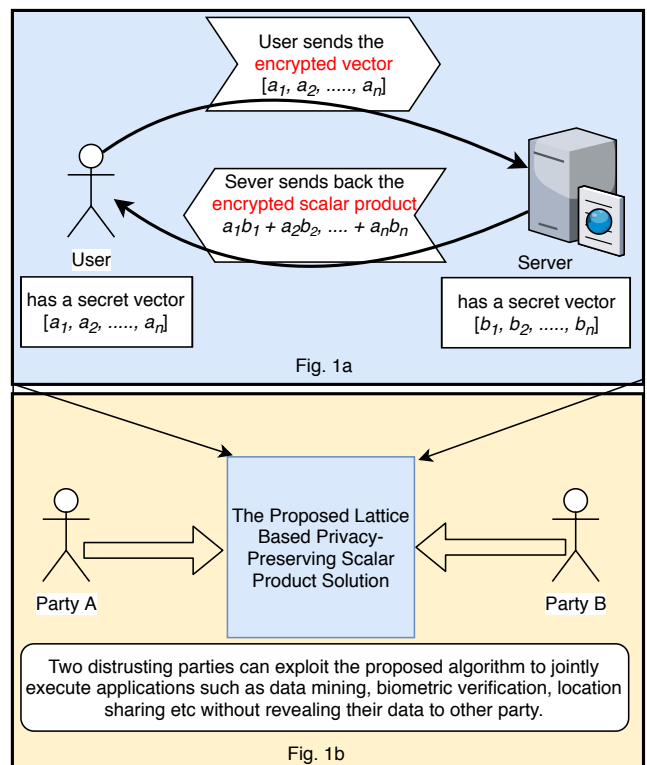 User sends the
encrypted vector
[a₁, a₂, ....., aₙ]
Sever sends back the
encrypted scalar product
a₁b₁ + a₂b₂, .... + aₙbₙ
User
Server
has a secret vector
[a₁, a₂, ....., aₙ]
has a secret vector
[b₁, b₂, ....., bₙ]
Fig. 1a
The Proposed Lattice
Based Privacy-
Preserving Scalar
Product Solution
Party A
Party B
Two distrusting parties can exploit the proposed algorithm to jointly
execute applications such as data mining, biometric verification, location
sharing etc without revealing their data to other party.
Fig. 1b